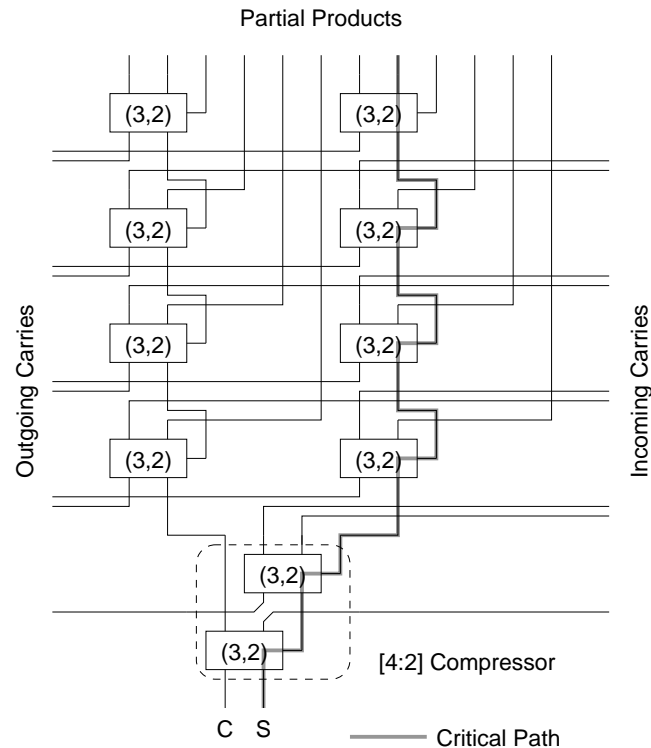 Partial Products
(3,2) (3,2)
(3,2) (3,2)
(3,2) (3,2)
(3,2) (3,2)
Outgoing Carries
Incoming Carries
(3,2)
(3,2)
[4:2] Compressor
C S
Critical Path